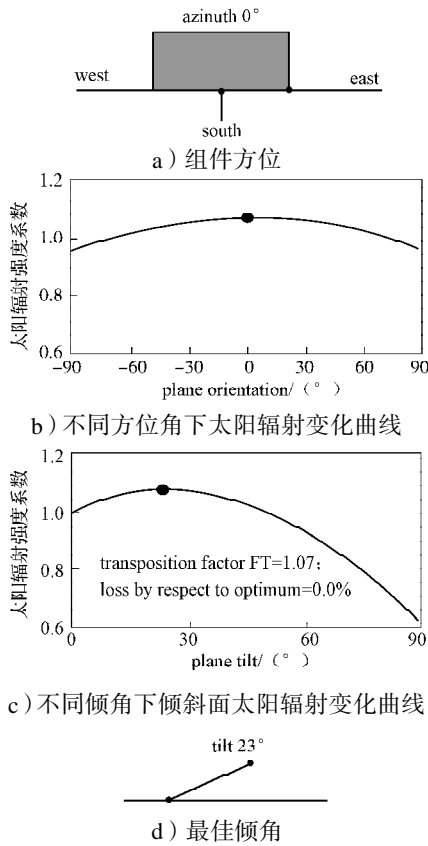 azimuth 0°
west
east
south
a）组件方位
太阳辐射强度系数
1.2
1.0
0.8
0.6
−90 −60 −30 0 30 60 90
plane orientation/（°）
b）不同方位角下太阳辐射变化曲线
太阳辐射强度系数
1.2
1.0
0.8
0.6
transposition factor FT=1.07；
loss by respect to optimum=0.0%
0 30 60 90
plane tilt/（°）
c）不同倾角下倾斜面太阳辐射变化曲线
tilt 23°
d）最佳倾角